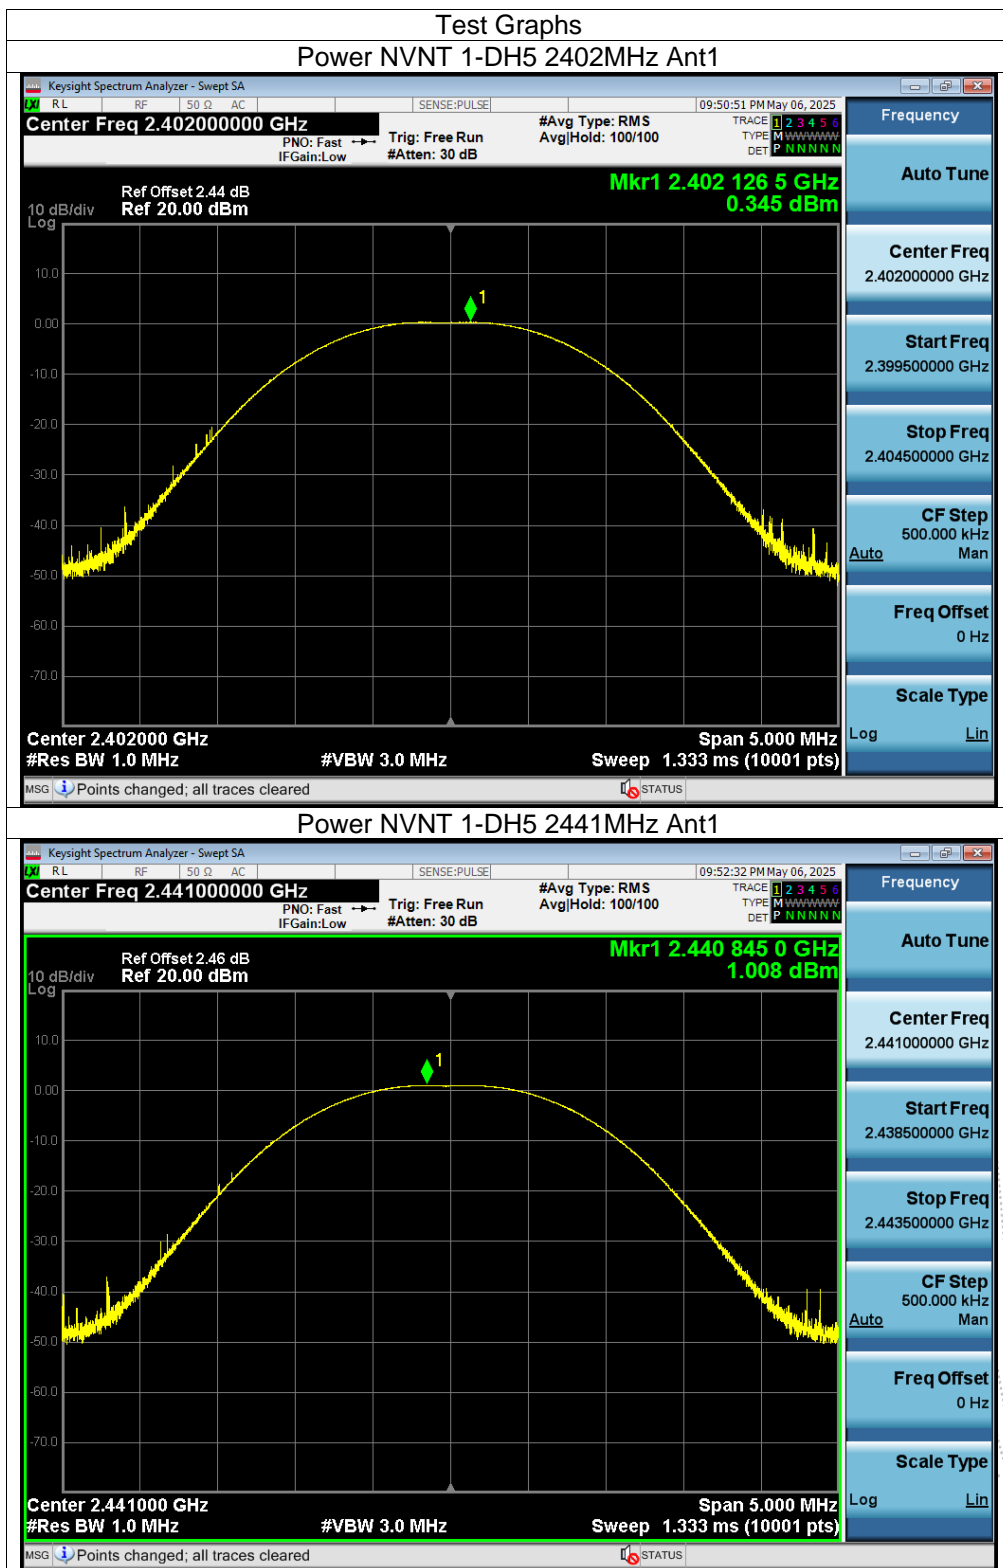 Test Graphs
Power NVNT 1-DH5 2402MHz Ant1
Keysight Spectrum Analyzer - Swept SA
LXI RL RF 50 Ω AC SENSE:PULSE 09:50:51 PM May 06, 2025
Center Freq 2.402000000 GHz #Avg Type: RMS TRACE 1 2 3 4 5 6
PNO: Fast Trig: Free Run Avg|Hold: 100/100 TYPE M WWWWW
IFGain:Low #Atten: 30 dB DET P N N N N N
Frequency
Mkr1 2.402 126 5 GHz
0.345 dBm
Ref Offset 2.44 dB
10 dB/div Ref 20.00 dBm
Log
1
10.0
0.00
-10.0
-20.0
-30.0
-40.0
-50.0
-60.0
-70.0
Center 2.402000 GHz Span 5.000 MHz
#Res BW 1.0 MHz #VBW 3.0 MHz Sweep 1.333 ms (10001 pts)
Auto Tune
Center Freq
2.402000000 GHz
Start Freq
2.399500000 GHz
Stop Freq
2.404500000 GHz
CF Step
500.000 kHz
Auto Man
Freq Offset
0 Hz
Scale Type
Log Lin
MSG Points changed; all traces cleared STATUS
Power NVNT 1-DH5 2441MHz Ant1
Keysight Spectrum Analyzer - Swept SA
LXI RL RF 50 Ω AC SENSE:PULSE 09:52:32 PM May 06, 2025
Center Freq 2.441000000 GHz #Avg Type: RMS TRACE 1 2 3 4 5 6
PNO: Fast Trig: Free Run Avg|Hold: 100/100 TYPE M WWWWW
IFGain:Low #Atten: 30 dB DET P N N N N N
Frequency
Mkr1 2.440 845 0 GHz
1.008 dBm
Ref Offset 2.46 dB
10 dB/div Ref 20.00 dBm
Log
1
10.0
0.00
-10.0
-20.0
-30.0
-40.0
-50.0
-60.0
-70.0
Center 2.441000 GHz Span 5.000 MHz
#Res BW 1.0 MHz #VBW 3.0 MHz Sweep 1.333 ms (10001 pts)
Auto Tune
Center Freq
2.441000000 GHz
Start Freq
2.438500000 GHz
Stop Freq
2.443500000 GHz
CF Step
500.000 kHz
Auto Man
Freq Offset
0 Hz
Scale Type
Log Lin
MSG Points changed; all traces cleared STATUS